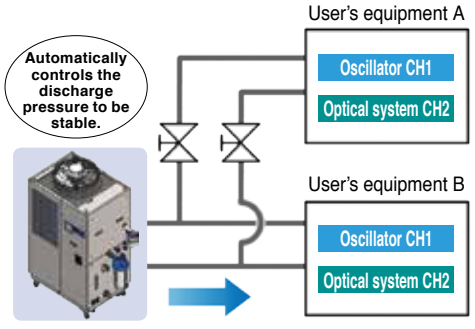 User's equipment A
Automatically
controls the
discharge
pressure to be
stable.
Oscillator CH1
Optical system CH2
User's equipment B
Oscillator CH1
Optical system CH2